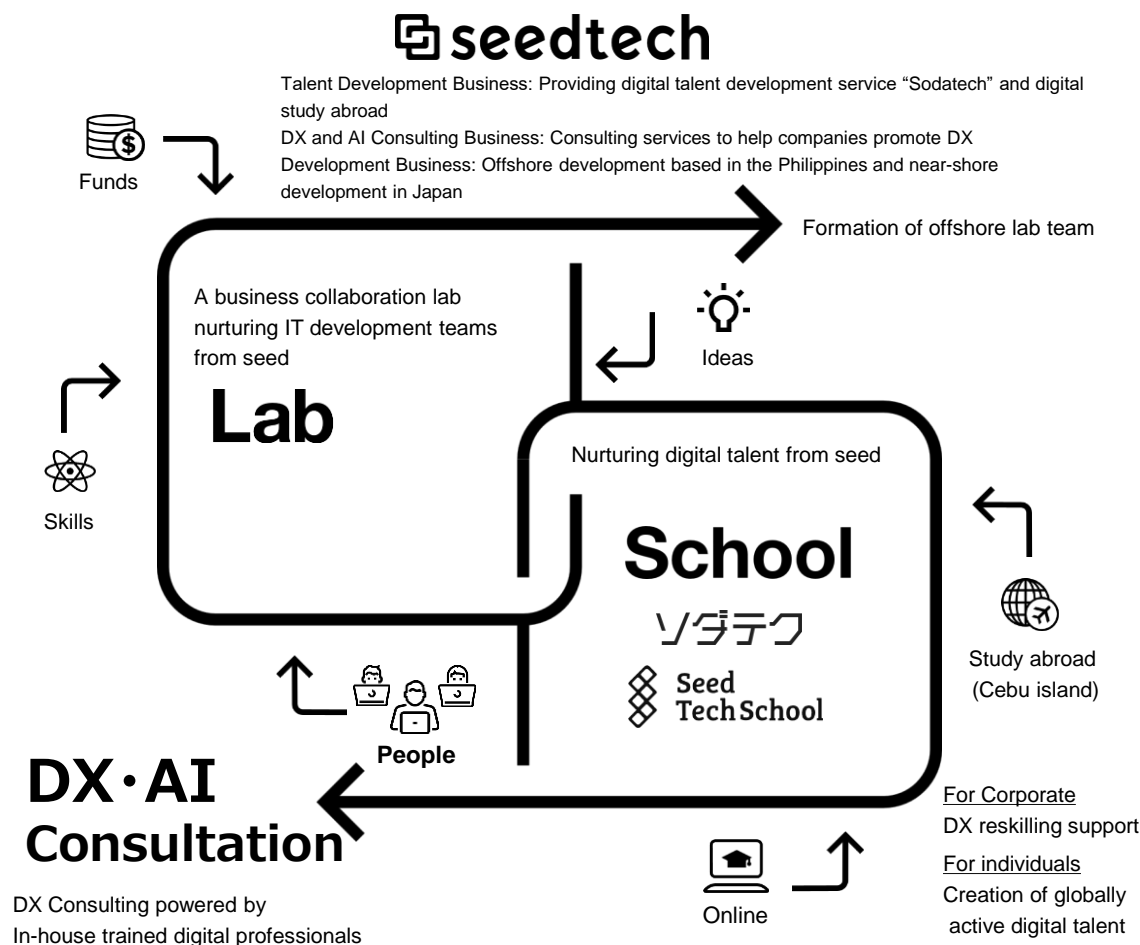 seedtech
Talent Development Business: Providing digital talent development service “Sodatech” and digital
study abroad
DX and AI Consulting Business: Consulting services to help companies promote DX
Development Business: Offshore development based in the Philippines and near-shore
development in Japan
$
Funds
Formation of offshore lab team
A business collaboration lab
nurturing IT development teams
from seed
Lab
Ideas
Skills
Nurturing digital talent from seed
School
ソダテク
Seed
Tech School
Study abroad
(Cebu island)
People
DX・AI
Consultation
DX Consulting powered by
In-house trained digital professionals
Online
For Corporate
DX reskilling support
For individuals
Creation of globally
active digital talent